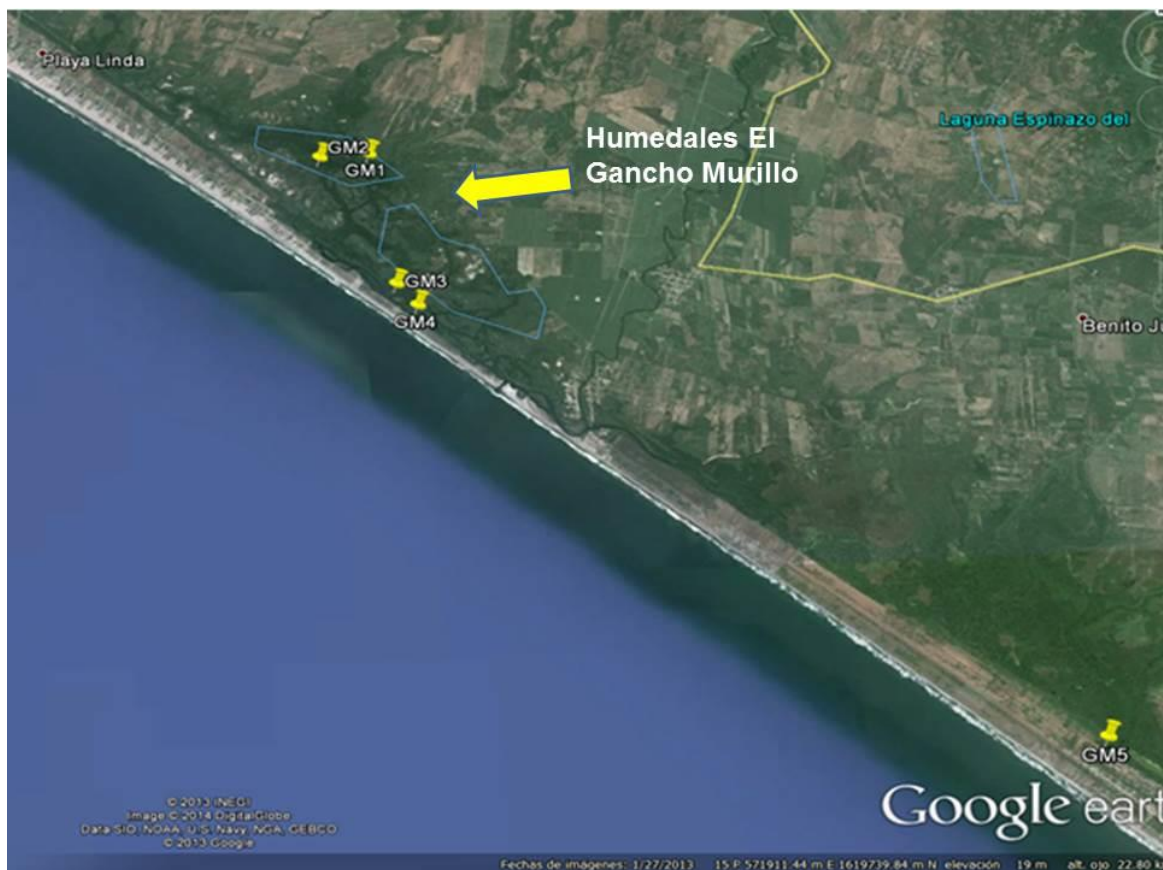 Playa Linda
Laguna Espinazo del
Humedales El
Gancho Murillo
GM2
GM1
GM3
GM4
Benito J
GM5
© 2013 INEGI
Image © 2014 DigitalGlobe
Data SIO, NOAA, U.S. Navy, NGA, GEBCO
© 2013 Google
Google eart
Fechas de imágenes: 1/27/2013 15 P 571911.44 m E 1619739.84 m N elevación 19 m alt. ojo 22.80 k